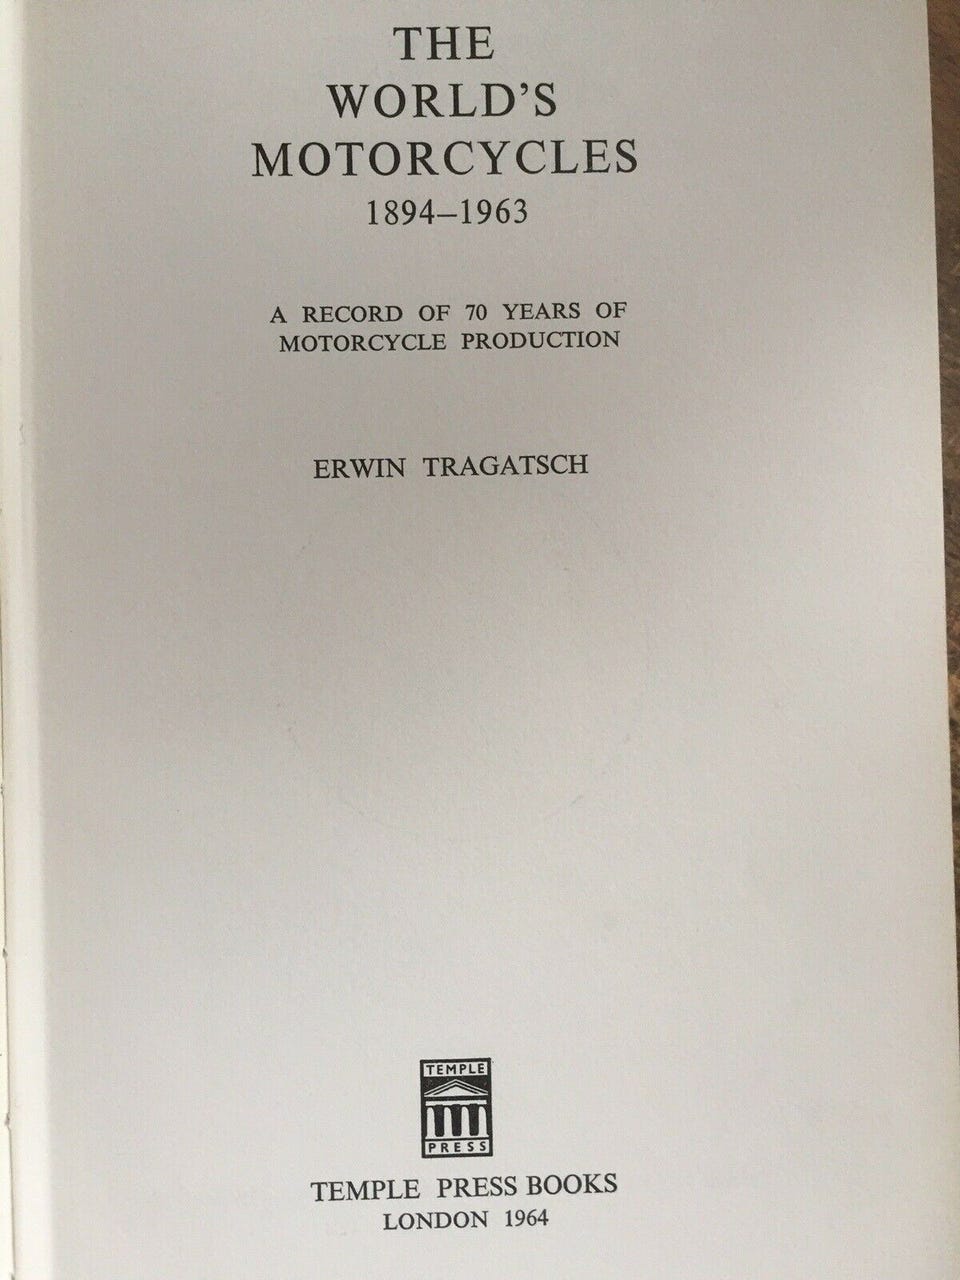 THE
WORLD'S
MOTORCYCLES
1894–1963
A RECORD OF 70 YEARS OF
MOTORCYCLE PRODUCTION
ERWIN TRAGATSCH
TEMPLE
PRESS
TEMPLE PRESS BOOKS
LONDON 1964